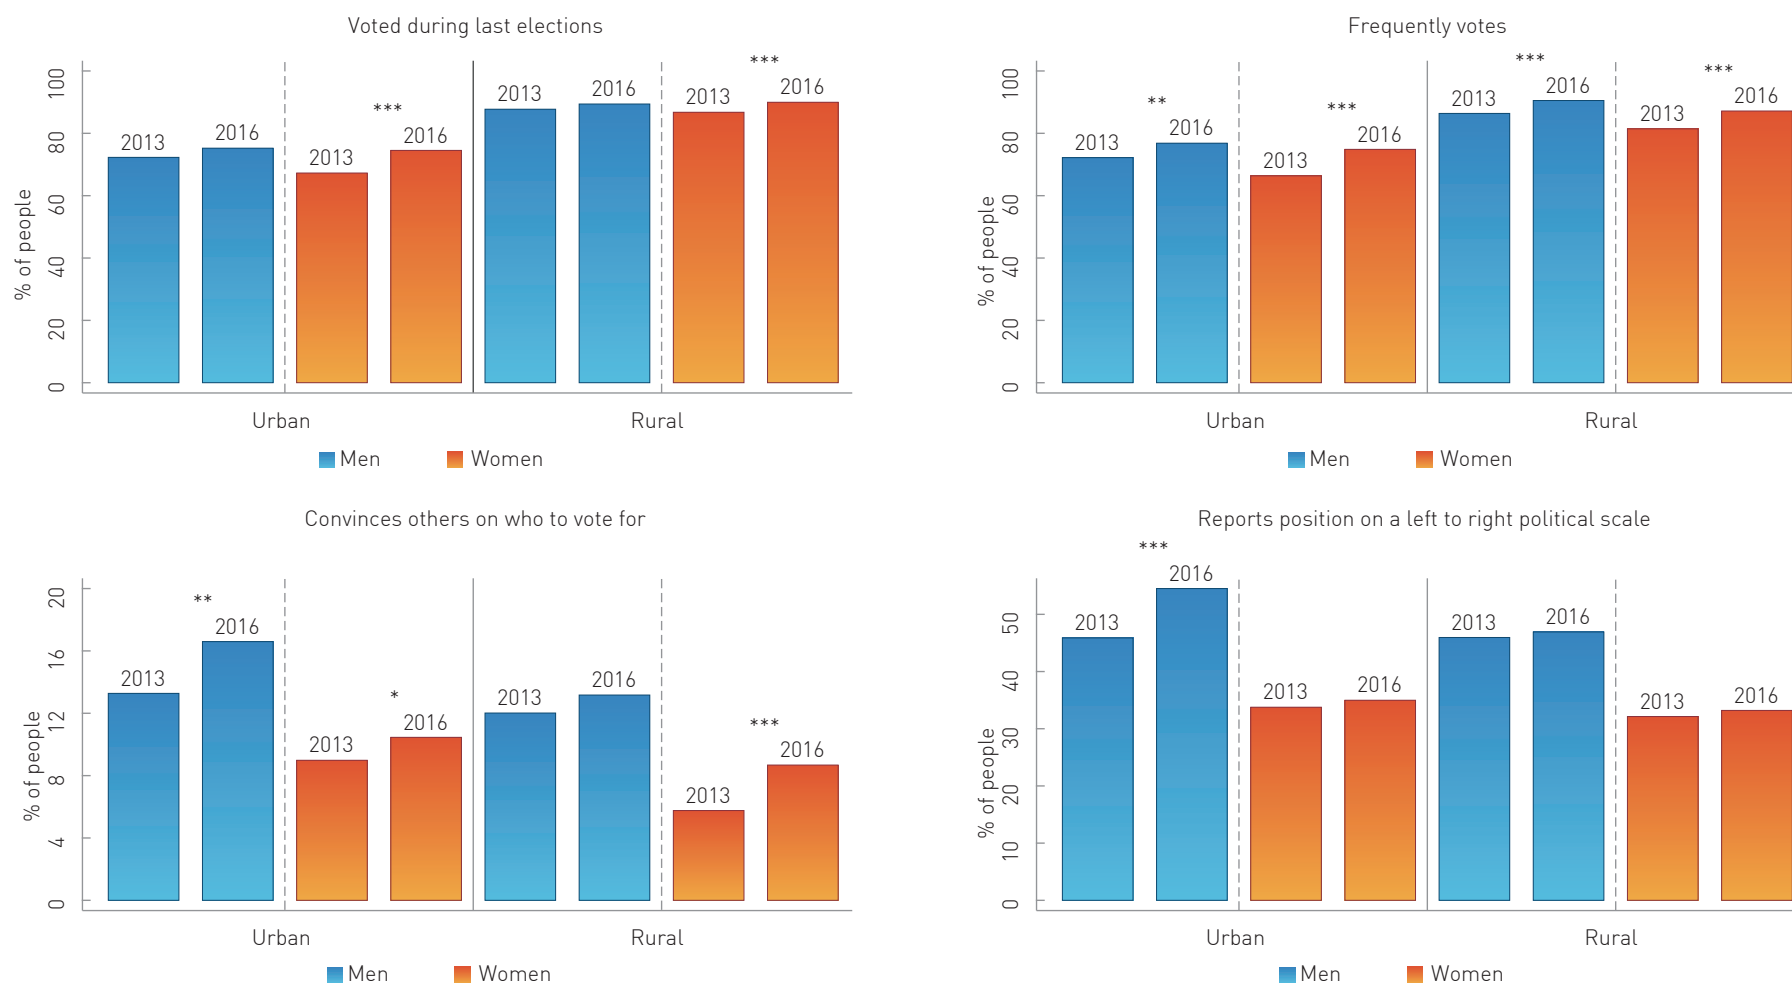 Voted during last elections
% of people
100
80
60
40
20
0
2013
2016
***
2013
2016
2013
2016
***
2013
2016
Urban
Rural
Men
Women
Frequently votes
% of people
100
80
60
40
20
0
**
2013
2016
***
2013
2016
***
2013
2016
***
2013
2016
Urban
Rural
Men
Women
Convinces others on who to vote for
% of people
20
16
12
8
4
0
**
2013
2016
*
2013
2016
2013
2016
***
2013
2016
Urban
Rural
Men
Women
Reports position on a left to right political scale
% of people
50
40
30
20
10
0
***
2013
2016
2013
2016
2013
2016
2013
2016
Urban
Rural
Men
Women